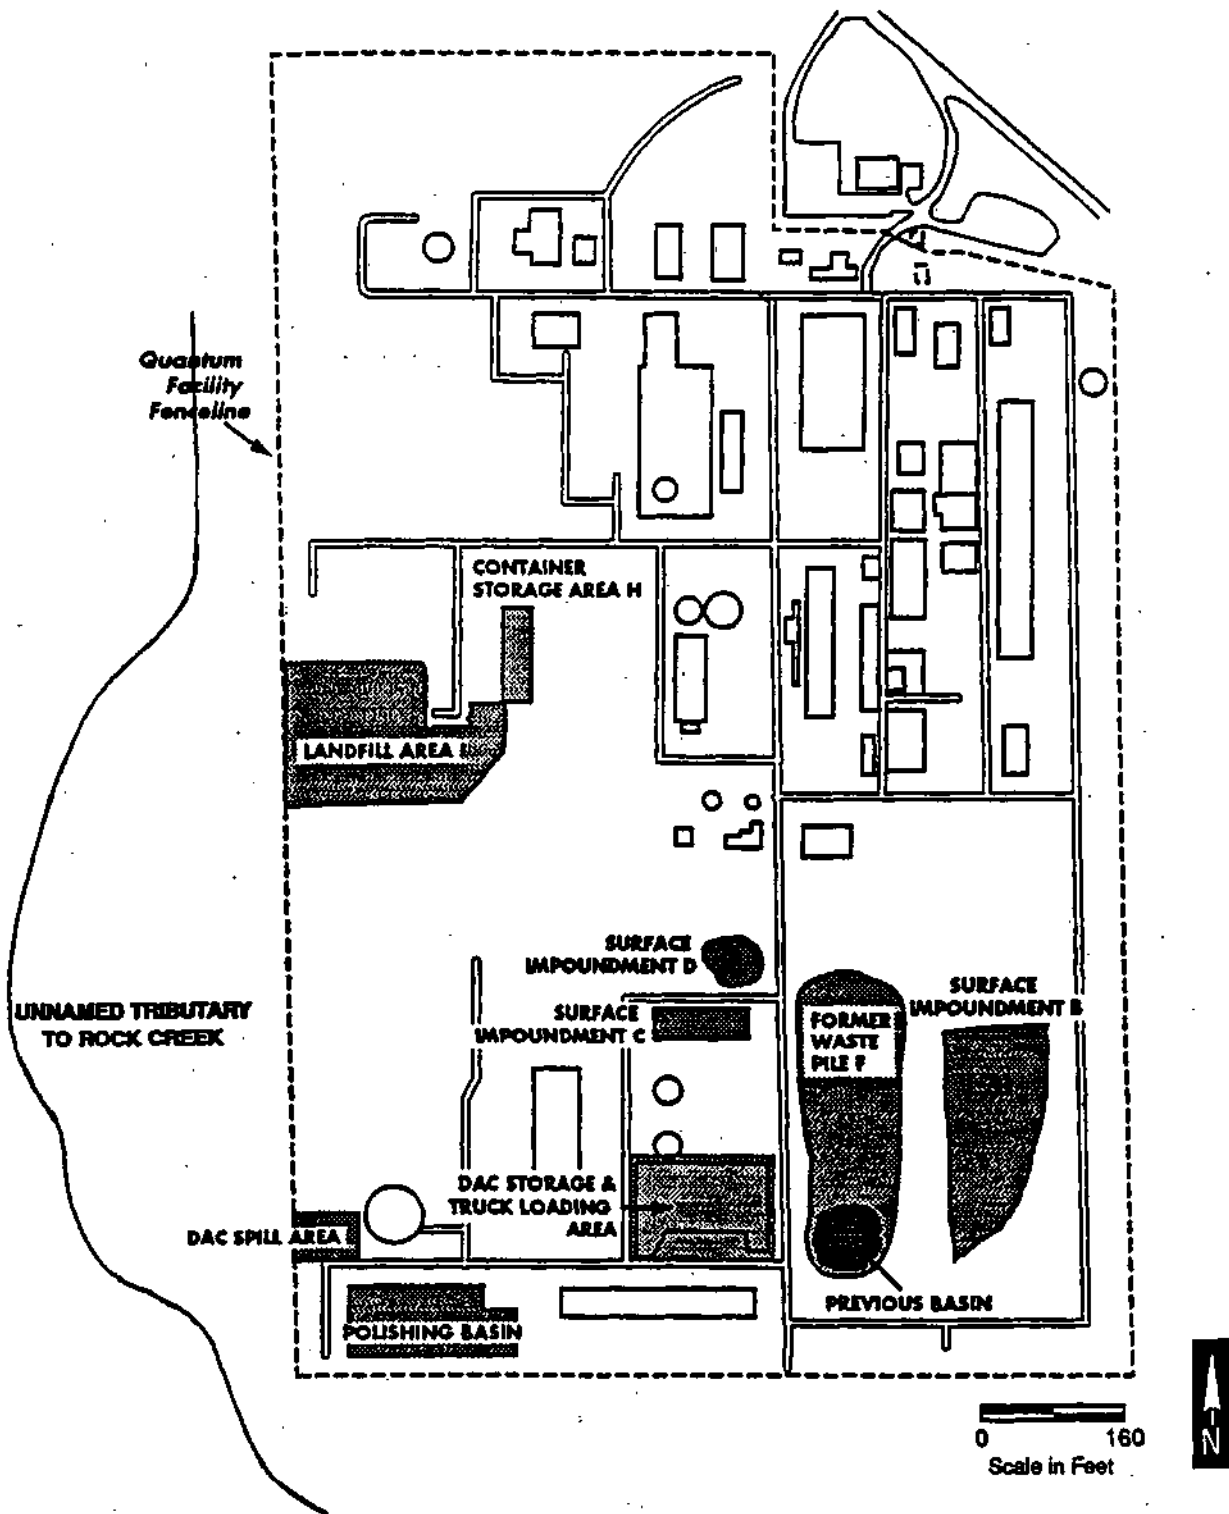 Quantum
Facility
Fenceline
CONTAINER
STORAGE AREA H
LANDFILL AREA I
SURFACE
IMPOUNDMENT D
SURFACE
IMPOUNDMENT B
SURFACE
IMPOUNDMENT C
FORMER
WASTE
PILE F
UNNAMED TRIBUTARY
TO ROCK CREEK
DAC STORAGE &
TRUCK LOADING
AREA
DAC SPILL AREA
PREVIOUS BASIN
POLISHING BASIN
0 160
Scale in Feet
N